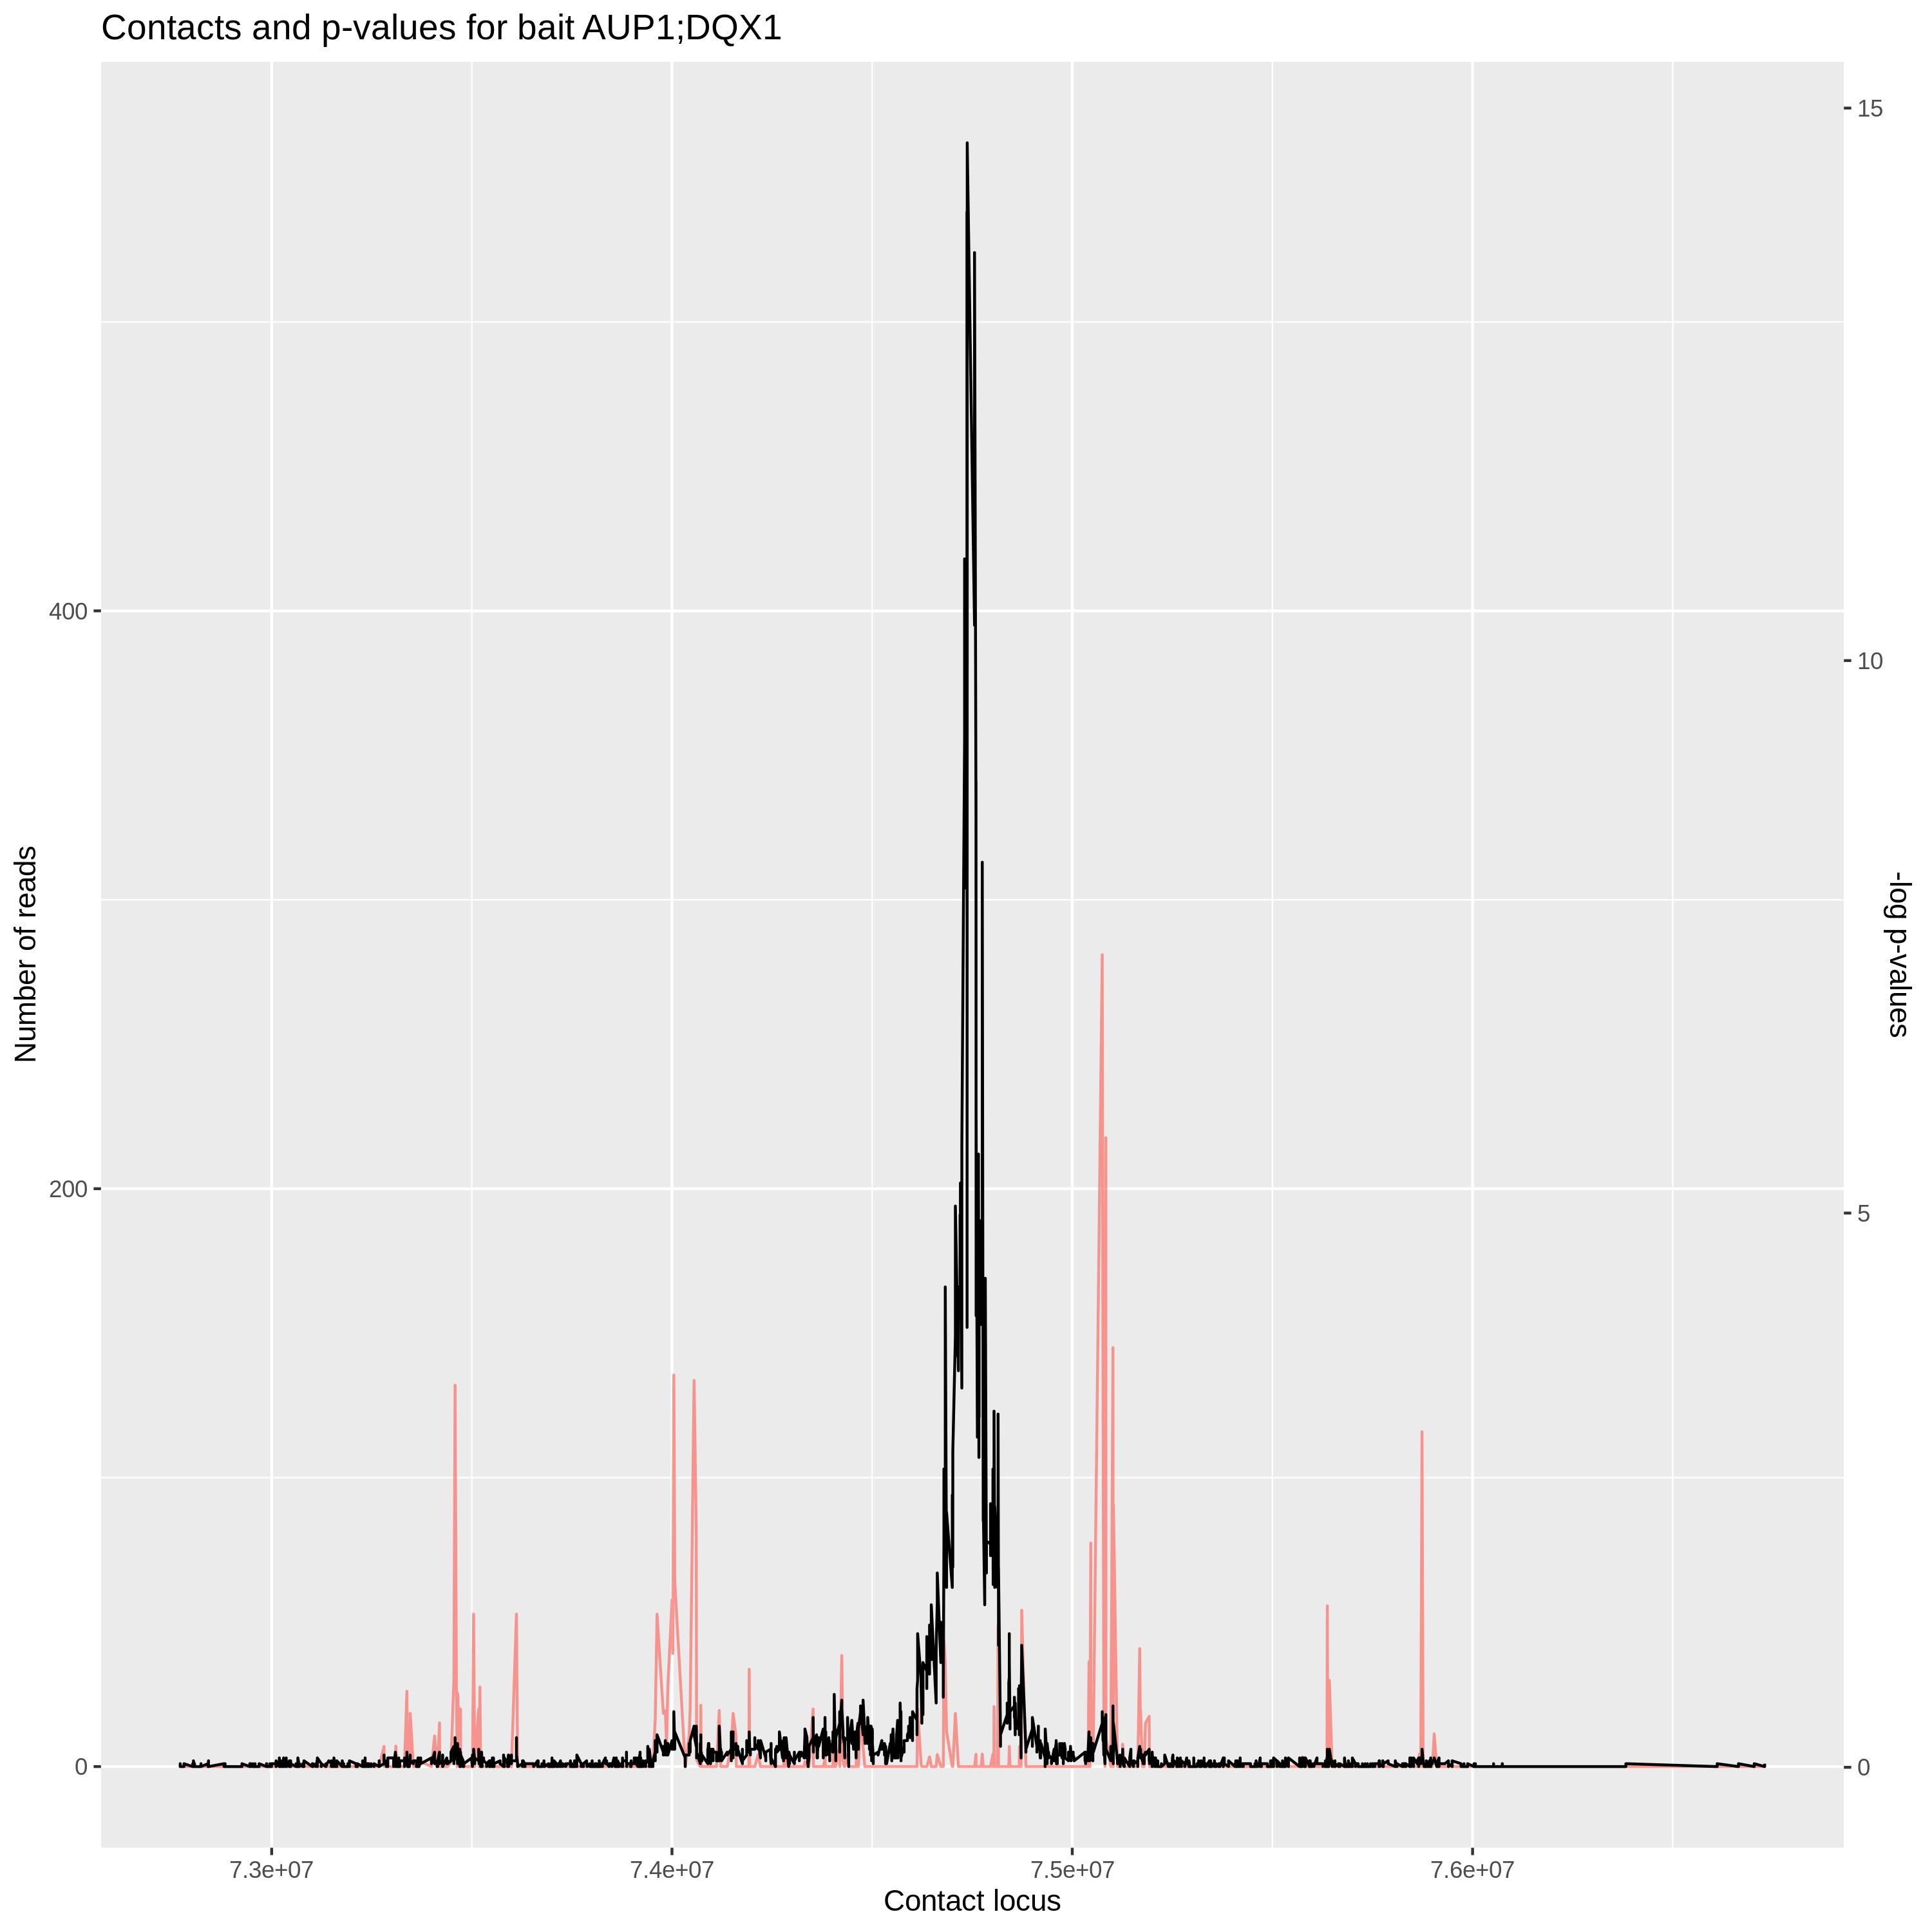 Contacts and p-values for bait AUP1;DQX1
15
400
10
Number of reads
-log p-values
200
5
0
0
7.3e+07
7.4e+07
7.5e+07
7.6e+07
Contact locus